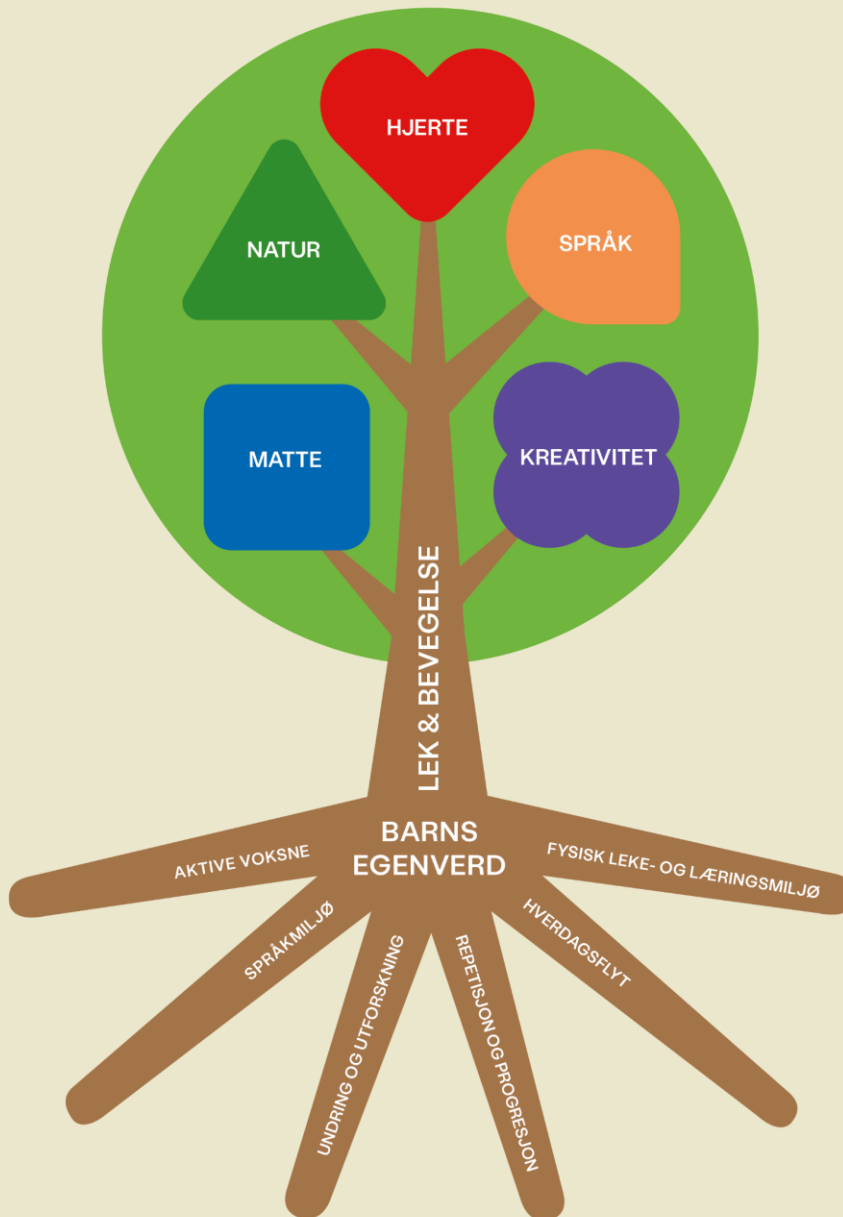 HJERTE
NATUR
SPRÅK
MATTE
KREATIVITET
LEK & BEVEGELSE
BARNS
EGENVERD
AKTIVE VOKSNE
SPRÅKMILJØ
UNDRING OG UTFORSKNING
REPETISJON OG PROGRESJON
HVERDAGSFLYT
FYSISK LEKE- OG LÆRINGSMILJØ